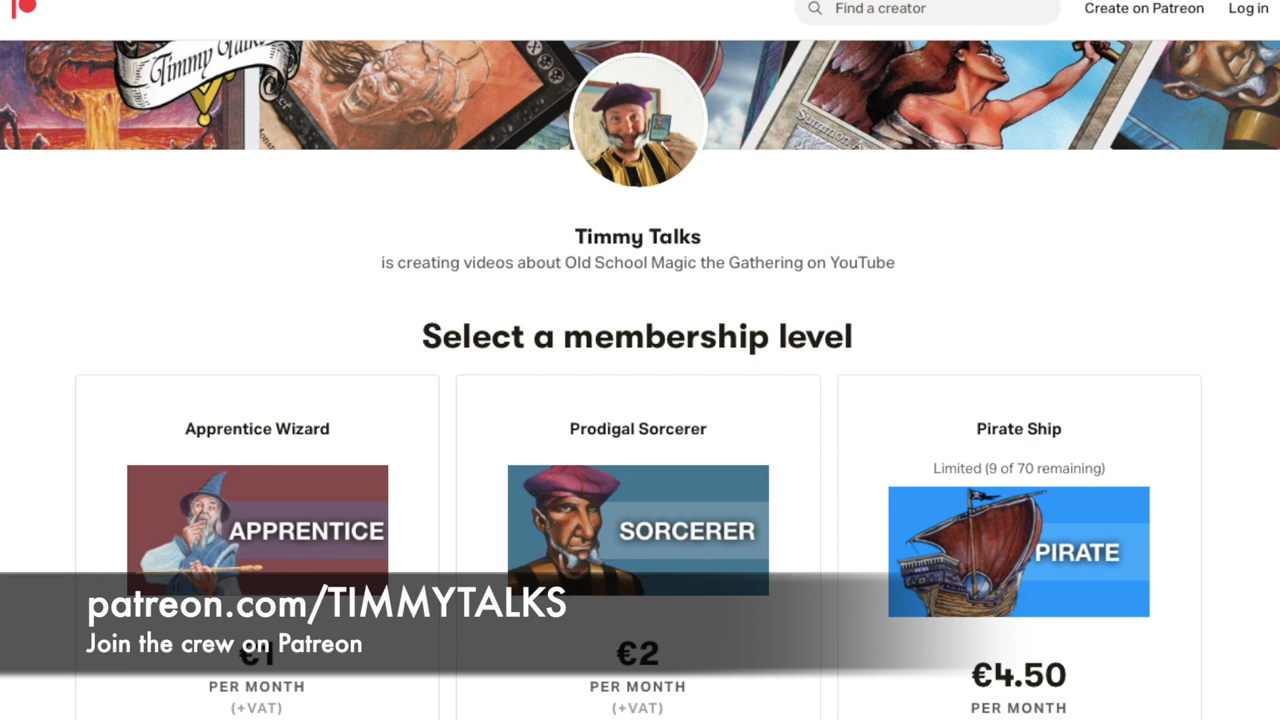 Find a creator
Create on Patreon
Log in
Timmy Talks
Summon A
Timmy Talks
is creating videos about Old School Magic the Gathering on YouTube
Select a membership level
Apprentice Wizard
Prodigal Sorcerer
Pirate Ship
Limited (9 of 70 remaining)
APPRENTICE
SORCERER
PIRATE
patreon.com/TIMMYTALKS
Join the crew on Patreon
€1
€2
€4.50
PER MONTH
PER MONTH
PER MONTH
(+VAT)
(+VAT)